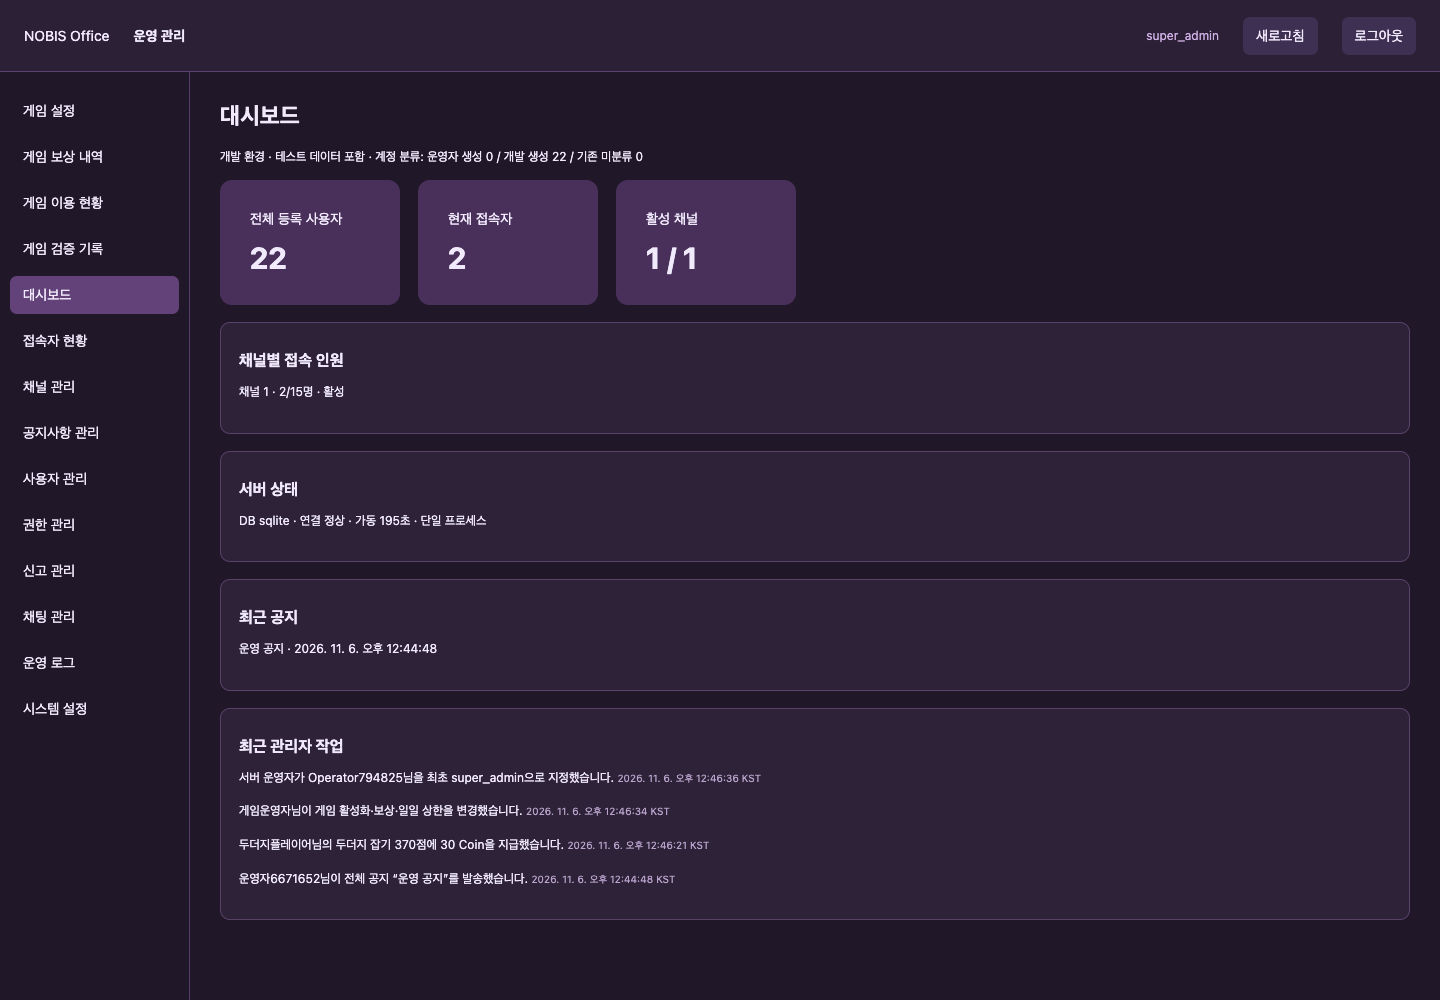 NOBIS Office 운영 관리 super_admin 새로고침 로그아웃
게임 설정
게임 보상 내역
게임 이용 현황
게임 검증 기록
대시보드
접속자 현황
채널 관리
공지사항 관리
사용자 관리
권한 관리
신고 관리
채팅 관리
운영 로그
시스템 설정
대시보드
개발 환경 · 테스트 데이터 포함 · 계정 분류: 운영자 생성 0 / 개발 생성 22 / 기존 미분류 0
전체 등록 사용자
22
현재 접속자
2
활성 채널
1 / 1
채널별 접속 인원
채널 1 · 2/15명 · 활성
서버 상태
DB sqlite · 연결 정상 · 가동 195초 · 단일 프로세스
최근 공지
운영 공지 · 2026. 11. 6. 오후 12:44:48
최근 관리자 작업
서버 운영자가 Operator794825님을 최초 super_admin으로 지정했습니다. 2026. 11. 6. 오후 12:46:36 KST
게임운영자님이 게임 활성화·보상·일일 상한을 변경했습니다. 2026. 11. 6. 오후 12:46:34 KST
두더지플레이어님의 두더지 잡기 370점에 30 Coin을 지급했습니다. 2026. 11. 6. 오후 12:46:21 KST
운영자6671652님이 전체 공지 “운영 공지”를 발송했습니다. 2026. 11. 6. 오후 12:44:48 KST